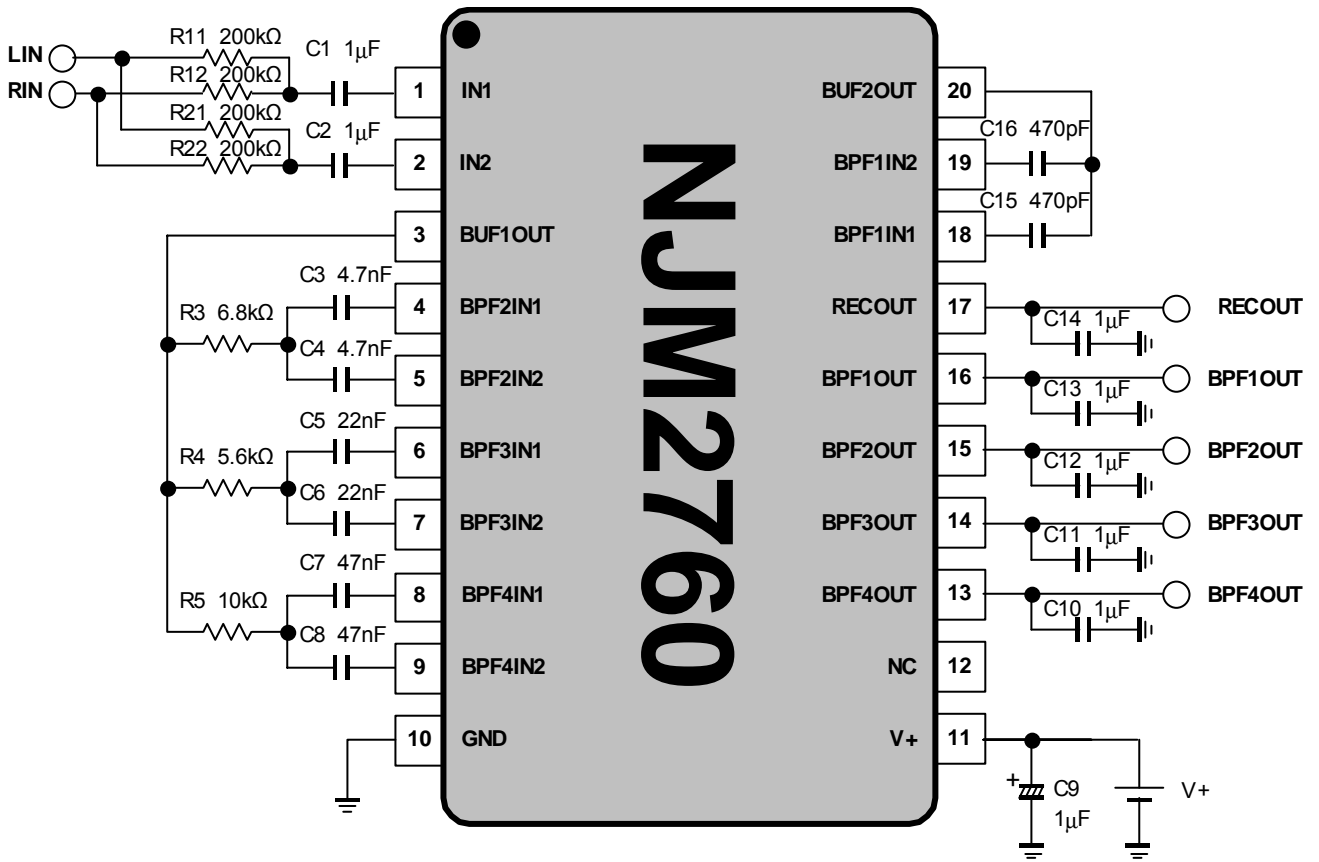 R11 200kΩ
C1 1μF
LIN
R12 200kΩ
RIN
1 IN1
BUF2OUT 20
R21 200kΩ
C2 1μF
C16 470pF
R22 200kΩ
2 IN2
BPF1IN2 19
C15 470pF
3 BUF1OUT
BPF1IN1 18
C3 4.7nF
4 BPF2IN1
RECOUT 17
RECOUT
R3 6.8kΩ
C14 1μF
C4 4.7nF
5 BPF2IN2
BPF1OUT 16
BPF1OUT
C13 1μF
C5 22nF
6 BPF3IN1
BPF2OUT 15
BPF2OUT
R4 5.6kΩ
C12 1μF
C6 22nF
7 BPF3IN2
BPF3OUT 14
BPF3OUT
C11 1μF
C7 47nF
8 BPF4IN1
BPF4OUT 13
BPF4OUT
R5 10kΩ
C10 1μF
C8 47nF
9 BPF4IN2
NC 12
10 GND
V+ 11
+
C9
1μF
V+
NJM2760